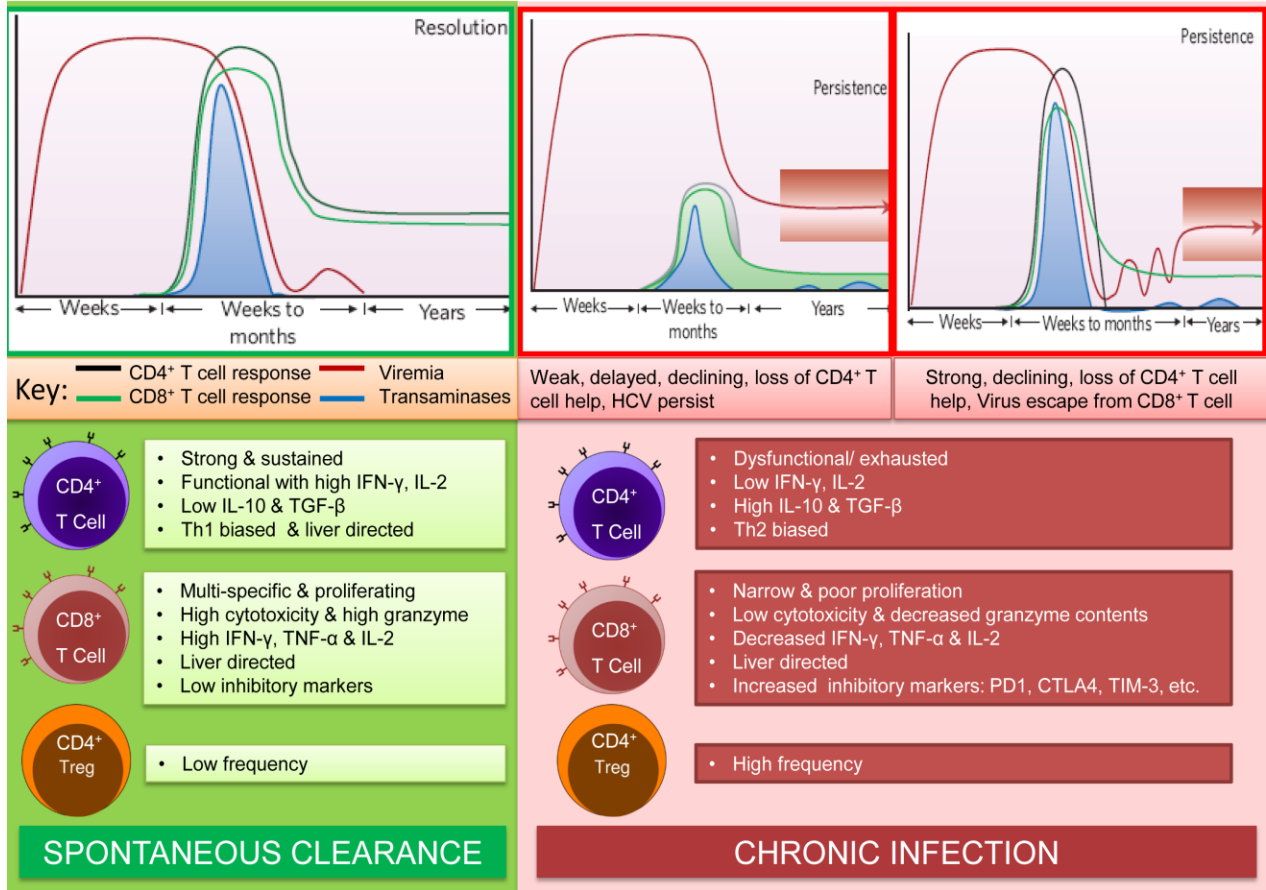 Resolution
Weeks
Weeks to
months
Years
Persistence
Weeks
Weeks to
months
Years
Persistence
Weeks
Weeks to months
Years
Key:
CD4⁺ T cell response
Viremia
CD8⁺ T cell response
Transaminases
Weak, delayed, declining, loss of CD4⁺ T
cell help, HCV persist
Strong, declining, loss of CD4⁺ T cell
help, Virus escape from CD8⁺ T cell
CD4⁺
T Cell
• Strong & sustained
• Functional with high IFN-γ, IL-2
• Low IL-10 & TGF-β
• Th1 biased & liver directed
CD8⁺
T Cell
• Multi-specific & proliferating
• High cytotoxicity & high granzyme
• High IFN-γ, TNF-α & IL-2
• Liver directed
• Low inhibitory markers
CD4⁺
Treg
• Low frequency
SPONTANEOUS CLEARANCE
CD4⁺
T Cell
• Dysfunctional/ exhausted
• Low IFN-γ, IL-2
• High IL-10 & TGF-β
• Th2 biased
CD8⁺
T Cell
• Narrow & poor proliferation
• Low cytotoxicity & decreased granzyme contents
• Decreased IFN-γ, TNF-α & IL-2
• Liver directed
• Increased inhibitory markers: PD1, CTLA4, TIM-3, etc.
CD4⁺
Treg
• High frequency
CHRONIC INFECTION